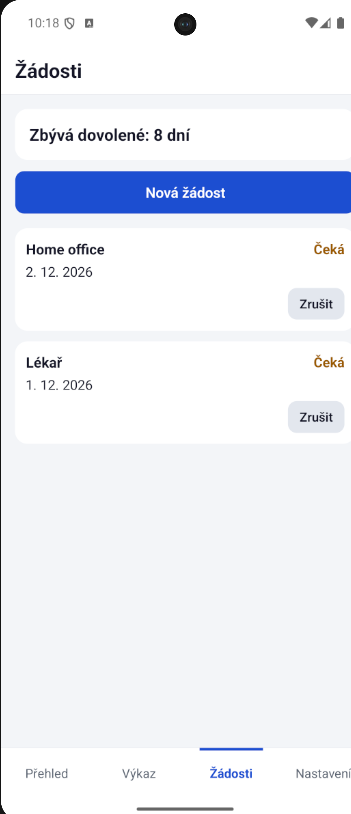 10:18
Žádosti
Zbývá dovolené: 8 dní
Nová žádost
Home office
Čeká
2. 12. 2026
Zrušit
Lékař
Čeká
1. 12. 2026
Zrušit
Přehled
Výkaz
Žádosti
Nastavení